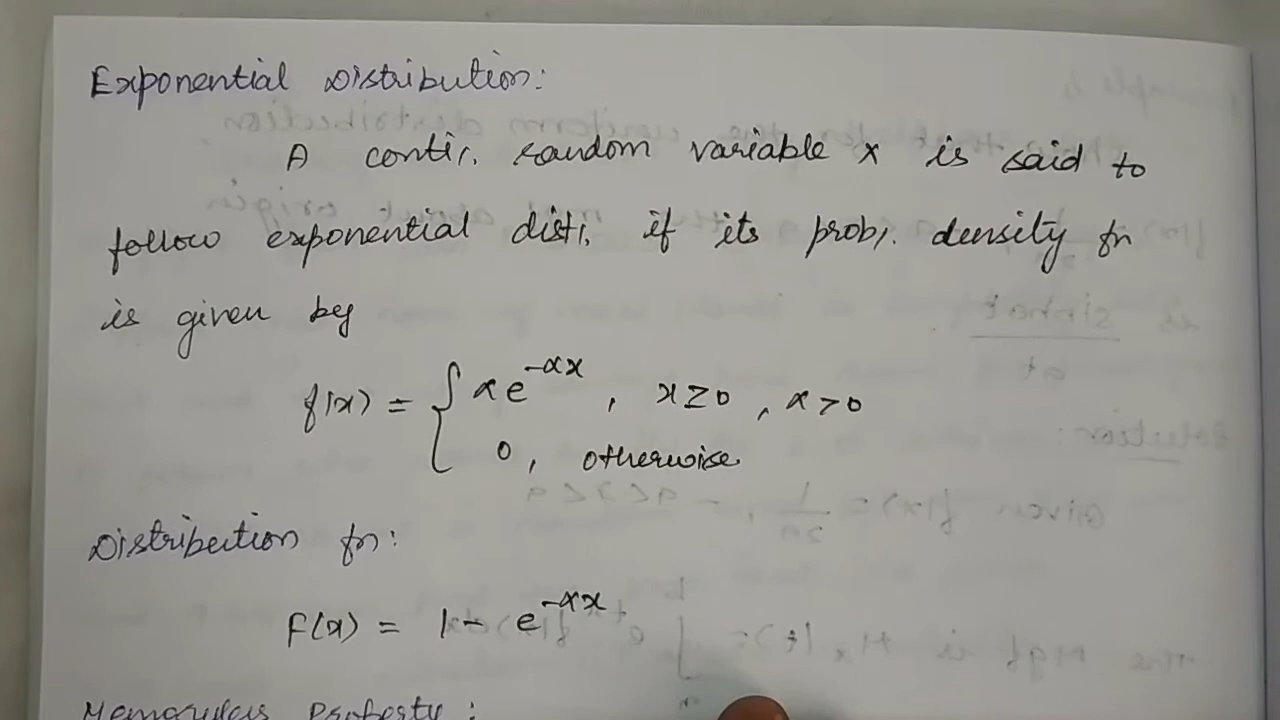 Exponential Distribution:
A conti, random variable x is said to
follow exponential disti, if its prob, density fn
is given by
f(x) = { αe^{-αx}, x≥0, α>0
0, otherwise
Distribution fn:
F(x) = 1 - e^{-αx}
Property: